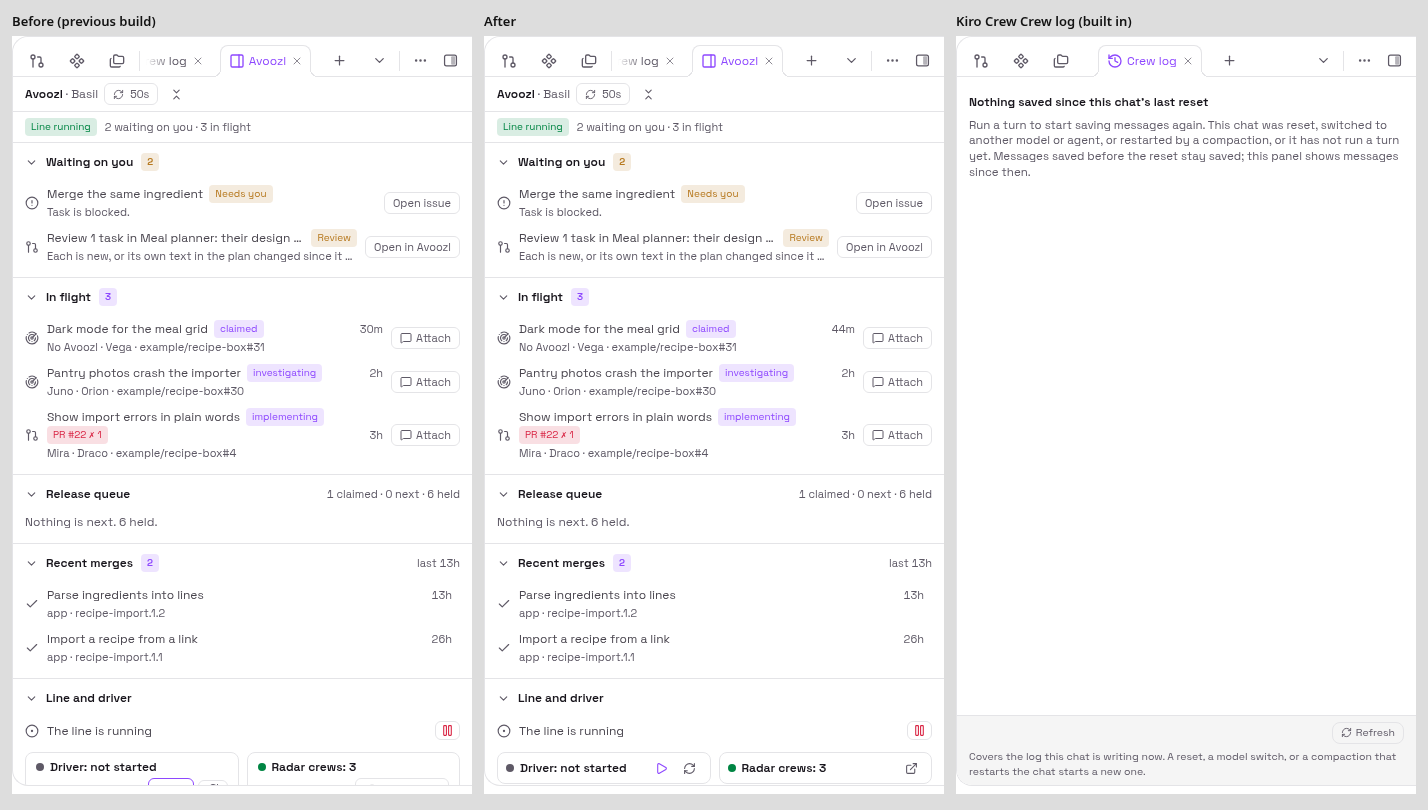 Before (previous build)
ew log
Avoozl
Avoozl · Basil
50s
Line running
2 waiting on you · 3 in flight
Waiting on you
2
Merge the same ingredient
Needs you
Task is blocked.
Open issue
Review 1 task in Meal planner: their design ...
Review
Each is new, or its own text in the plan changed since it ...
Open in Avoozl
In flight
3
Dark mode for the meal grid
claimed
No Avoozl · Vega · example/recipe-box#31
30m
Attach
Pantry photos crash the importer
investigating
Juno · Orion · example/recipe-box#30
2h
Attach
Show import errors in plain words
implementing
PR #22 ✗ 1
Mira · Draco · example/recipe-box#4
3h
Attach
Release queue
1 claimed · 0 next · 6 held
Nothing is next. 6 held.
Recent merges
2
last 13h
Parse ingredients into lines
app · recipe-import.1.2
13h
Import a recipe from a link
app · recipe-import.1.1
26h
Line and driver
The line is running
Driver: not started
Radar crews: 3
After
ew log
Avoozl
Avoozl · Basil
50s
Line running
2 waiting on you · 3 in flight
Waiting on you
2
Merge the same ingredient
Needs you
Task is blocked.
Open issue
Review 1 task in Meal planner: their design ...
Review
Each is new, or its own text in the plan changed since it ...
Open in Avoozl
In flight
3
Dark mode for the meal grid
claimed
No Avoozl · Vega · example/recipe-box#31
44m
Attach
Pantry photos crash the importer
investigating
Juno · Orion · example/recipe-box#30
2h
Attach
Show import errors in plain words
implementing
PR #22 ✗ 1
Mira · Draco · example/recipe-box#4
3h
Attach
Release queue
1 claimed · 0 next · 6 held
Nothing is next. 6 held.
Recent merges
2
last 13h
Parse ingredients into lines
app · recipe-import.1.2
13h
Import a recipe from a link
app · recipe-import.1.1
26h
Line and driver
The line is running
Driver: not started
Radar crews: 3
Kiro Crew Crew log (built in)
Crew log
Nothing saved since this chat's last reset
Run a turn to start saving messages again. This chat was reset, switched to
another model or agent, or restarted by a compaction, or it has not run a turn
yet. Messages saved before the reset stay saved; this panel shows messages
since then.
Refresh
Covers the log this chat is writing now. A reset, a model switch, or a compaction that
restarts the chat starts a new one.